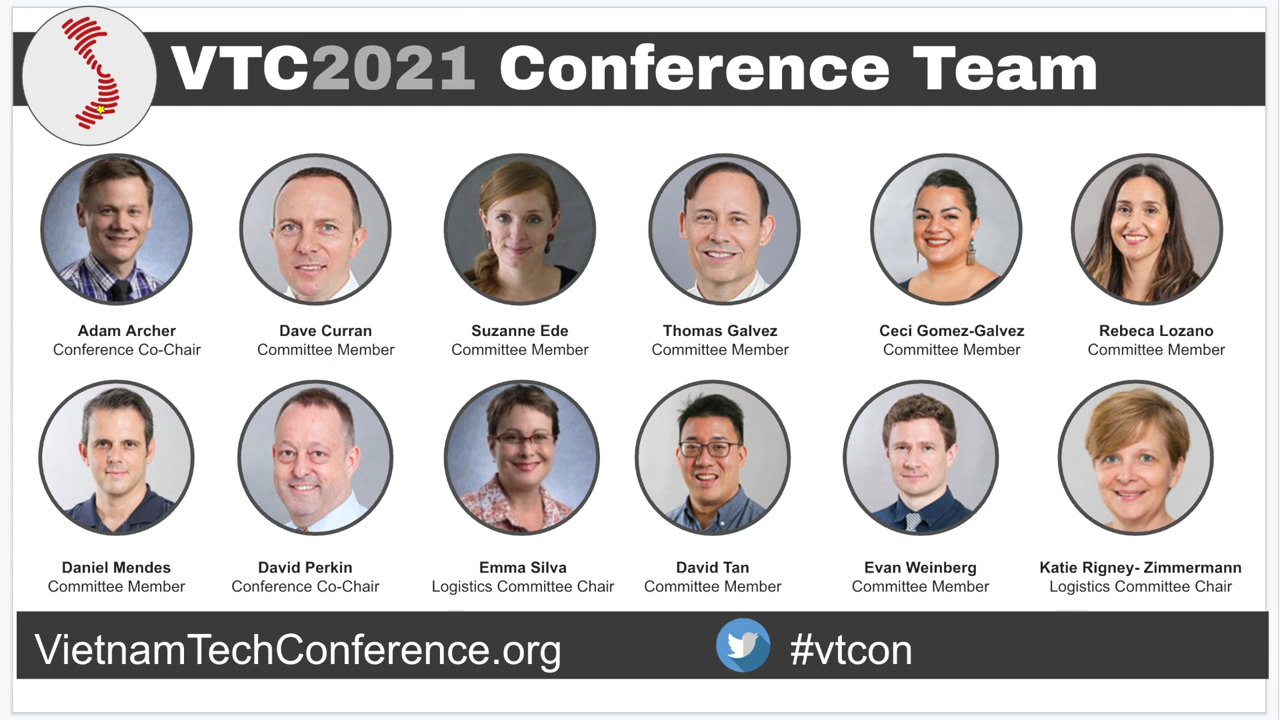 VTC2021 Conference Team
Adam Archer
Conference Co-Chair
Dave Curran
Committee Member
Suzanne Ede
Committee Member
Thomas Galvez
Committee Member
Ceci Gomez-Galvez
Committee Member
Rebeca Lozano
Committee Member
Daniel Mendes
Committee Member
David Perkin
Conference Co-Chair
Emma Silva
Logistics Committee Chair
David Tan
Committee Member
Evan Weinberg
Committee Member
Katie Rigney- Zimmermann
Logistics Committee Chair
VietnamTechConference.org
#vtcon